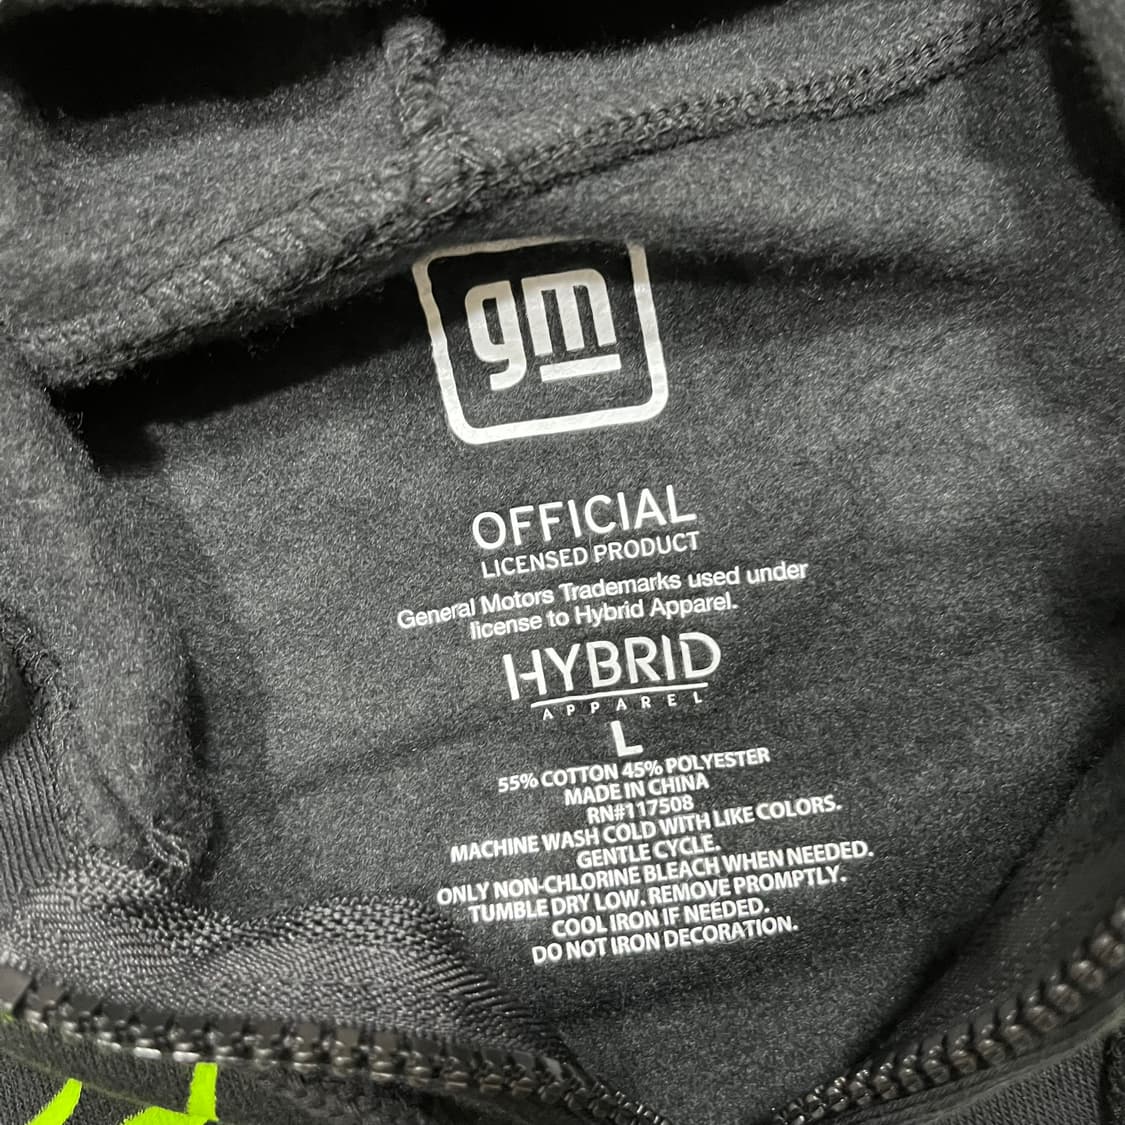 gm
OFFICIAL
LICENSED PRODUCT
General Motors Trademarks used under
license to Hybrid Apparel.
HYBRID
APPAREL
L
55% COTTON 45% POLYESTER
MADE IN CHINA
RN#117508
MACHINE WASH COLD WITH LIKE COLORS.
GENTLE CYCLE.
ONLY NON-CHLORINE BLEACH WHEN NEEDED.
TUMBLE DRY LOW. REMOVE PROMPTLY.
COOL IRON IF NEEDED.
DO NOT IRON DECORATION.